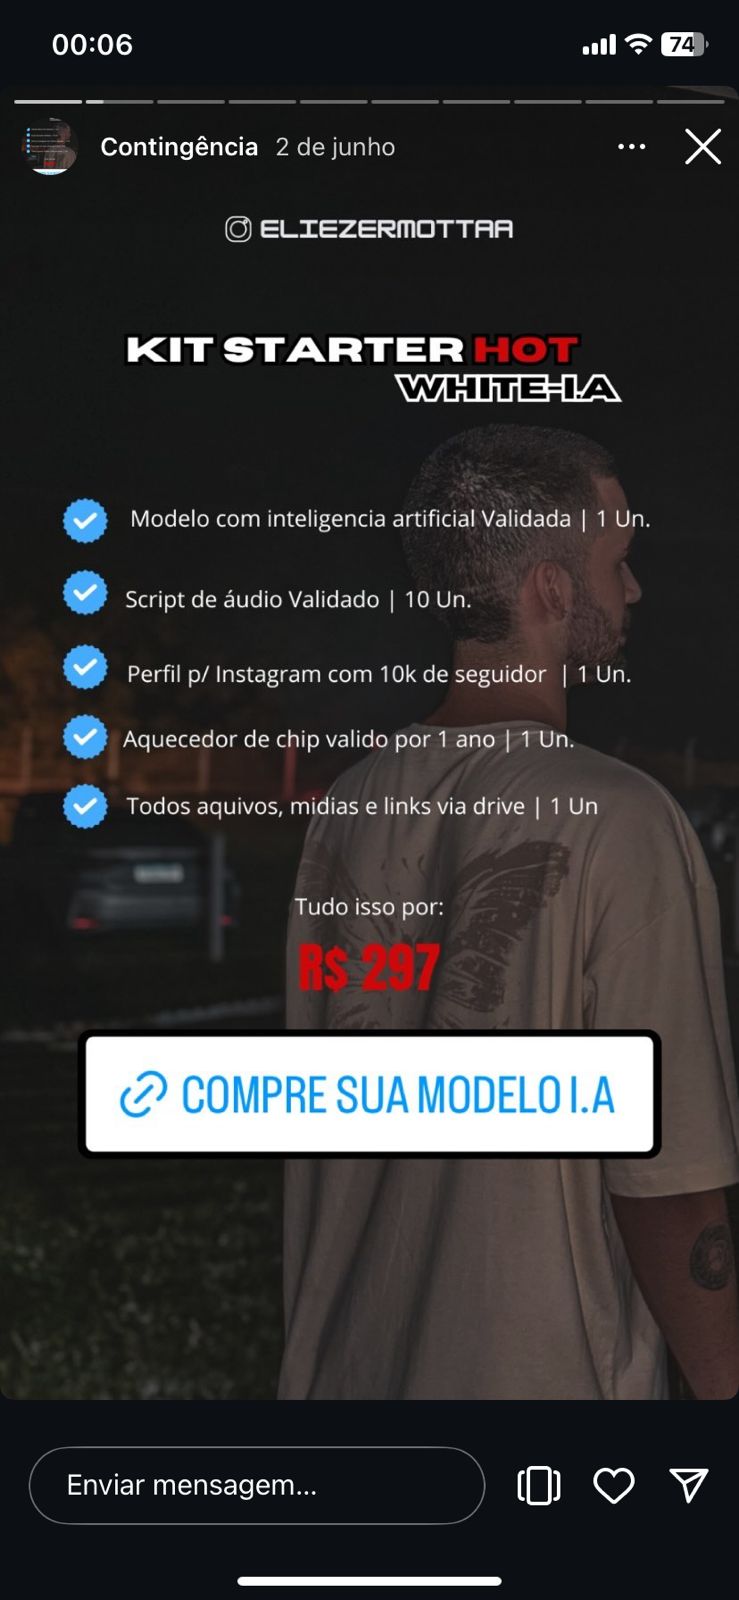 00:06
74
Contingência 2 de junho
ELIEZERMOTTAA
KIT STARTER HOT
WHITE-I.A
Modelo com inteligencia artificial Validada | 1 Un.
Script de áudio Validado | 10 Un.
Perfil p/ Instagram com 10k de seguidor | 1 Un.
Aquecedor de chip valido por 1 ano | 1 Un.
Todos aquivos, midias e links via drive | 1 Un
Tudo isso por:
R$ 297
COMPRE SUA MODELO I.A
Enviar mensagem...